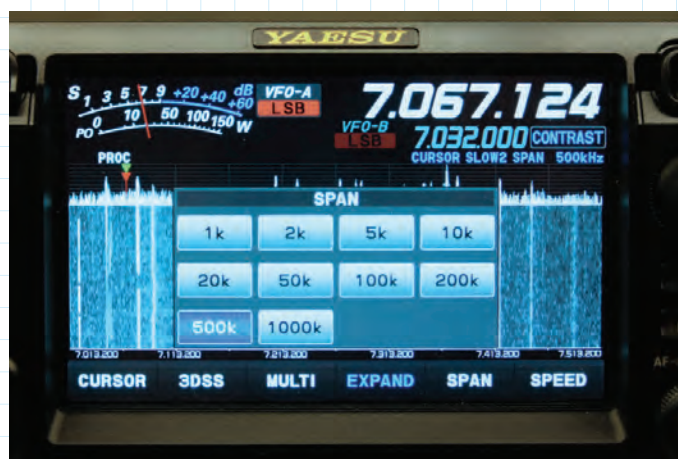 YAESU
S 1 3 5 7 9 +20 +40 +60 dB
PO 0 10 50 100 150 W
VFO-A
LSB
7.067.124
VFO-B
LSB
7.032.000
CONTRAST
PROC
CURSOR SLOW2 SPAN 500kHz
SPAN
1k 2k 5k 10k
20k 50k 100k 200k
500k 1000k
7.013.200 7.113.200 7.213.200 7.313.200 7.413.200 7.513.200
CURSOR 3DSS MULTI EXPAND SPAN SPEED